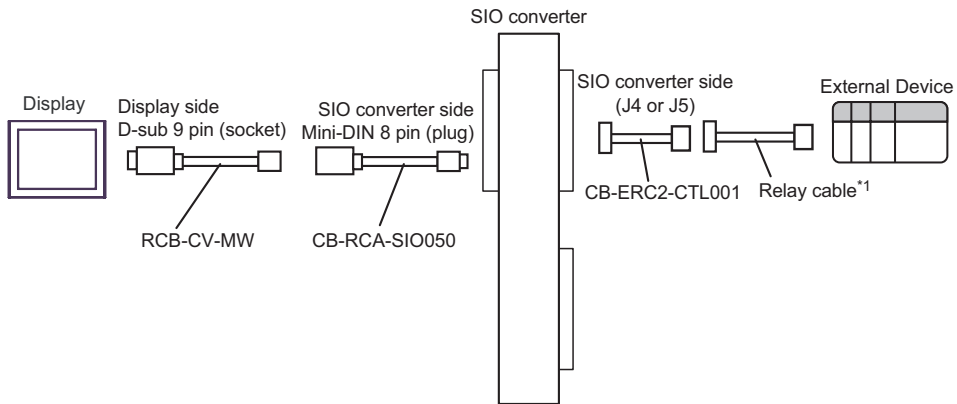 SIO converter
Display
Display side
D-sub 9 pin (socket)
SIO converter side
Mini-DIN 8 pin (plug)
SIO converter side
(J4 or J5)
External Device
RCB-CV-MW
CB-RCA-SIO050
CB-ERC2-CTL001
Relay cable*1